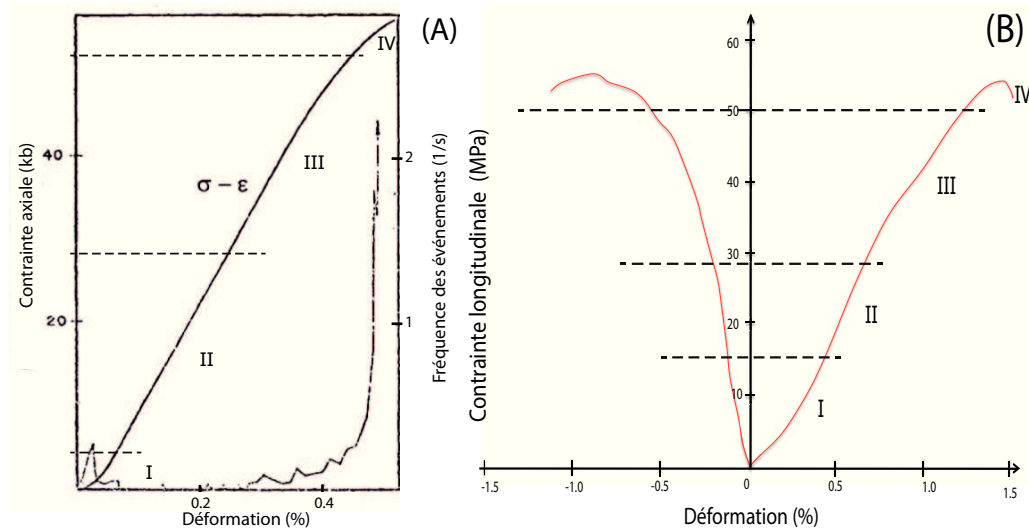 (A)
IV
III
σ – ε
II
I
40
20
2
1
0.2
0.4
Contrainte axiale (kb)
Fréquence des événements (1/s)
Déformation (%)
(B)
60
50
40
30
20
10
0
IV
III
II
I
Contrainte longitudinale (MPa)
-1.5
-1.0
-0.5
0
0.5
1.0
1.5
Déformation (%)